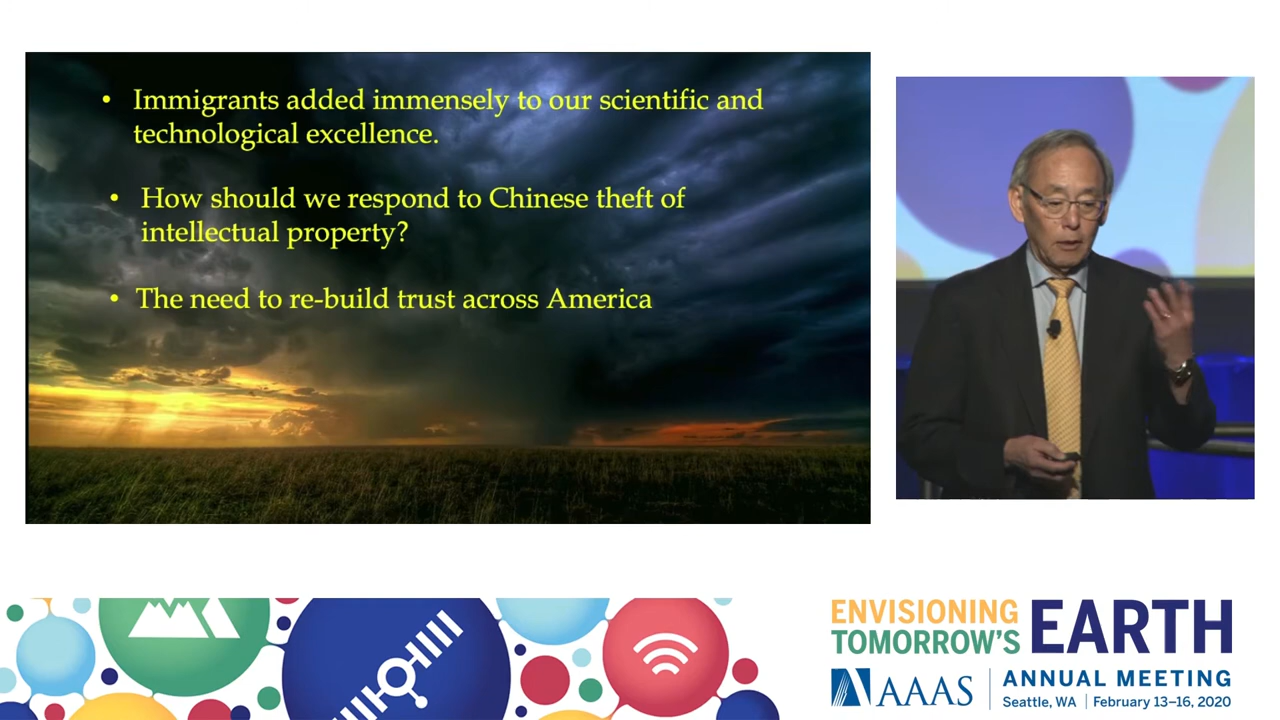 • Immigrants added immensely to our scientific and
technological excellence.
• How should we respond to Chinese theft of
intellectual property?
• The need to re-build trust across America
ENVISIONING
TOMORROW'S
EARTH
AAAS
ANNUAL MEETING
Seattle, WA | February 13–16, 2020